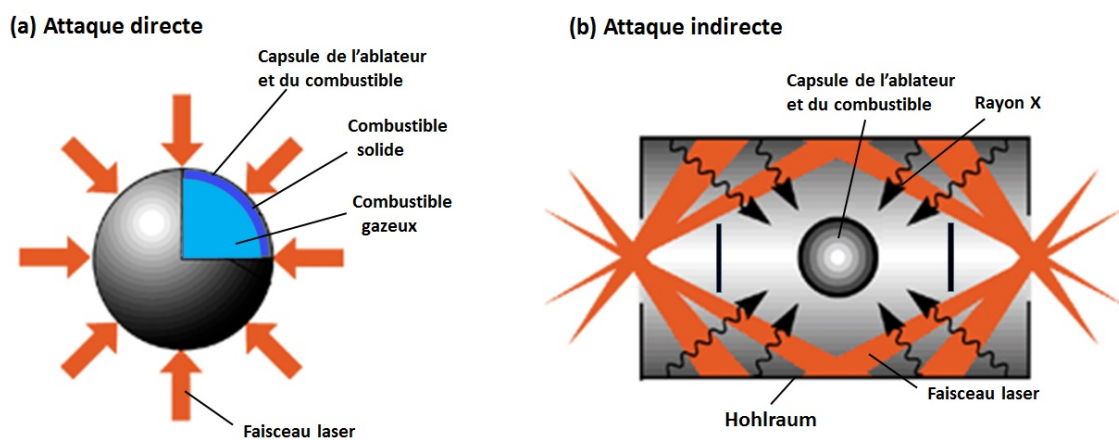 (a) Attaque directe
Capsule de l'ablateur
et du combustible
Combustible
solide
Combustible
gazeux
Faisceau laser
(b) Attaque indirecte
Capsule de l'ablateur
et du combustible
Rayon X
Faisceau laser
Hohlraum